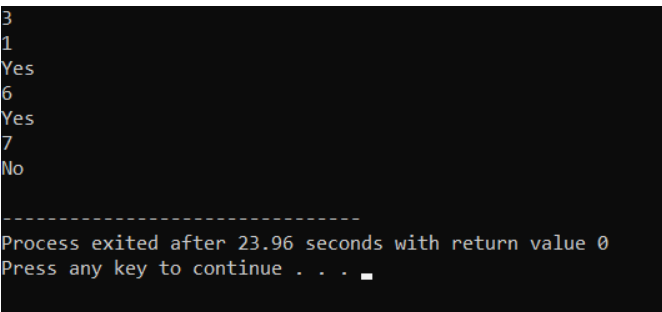 3
1
Yes
6
Yes
7
No
--------------------------------
Process exited after 23.96 seconds with return value 0
Press any key to continue . . .